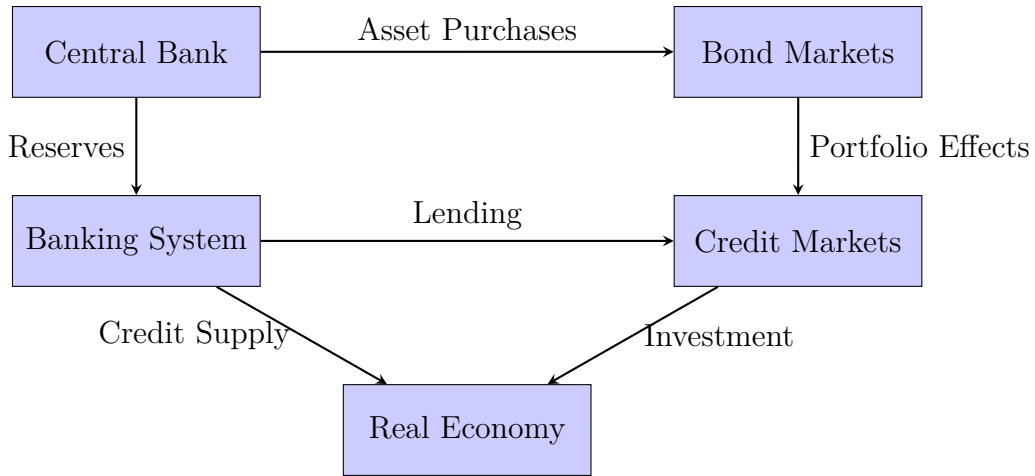 Central Bank
Asset Purchases
Bond Markets
Reserves
Portfolio Effects
Banking System
Lending
Credit Markets
Credit Supply
Investment
Real Economy